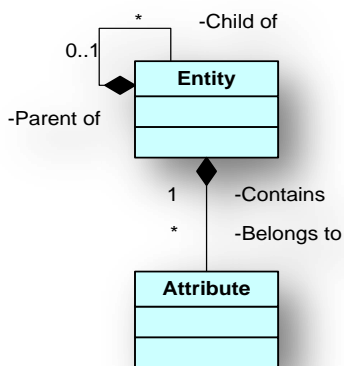 * -Child of
0..1
Entity
-Parent of
1 -Contains
* -Belongs to
Attribute